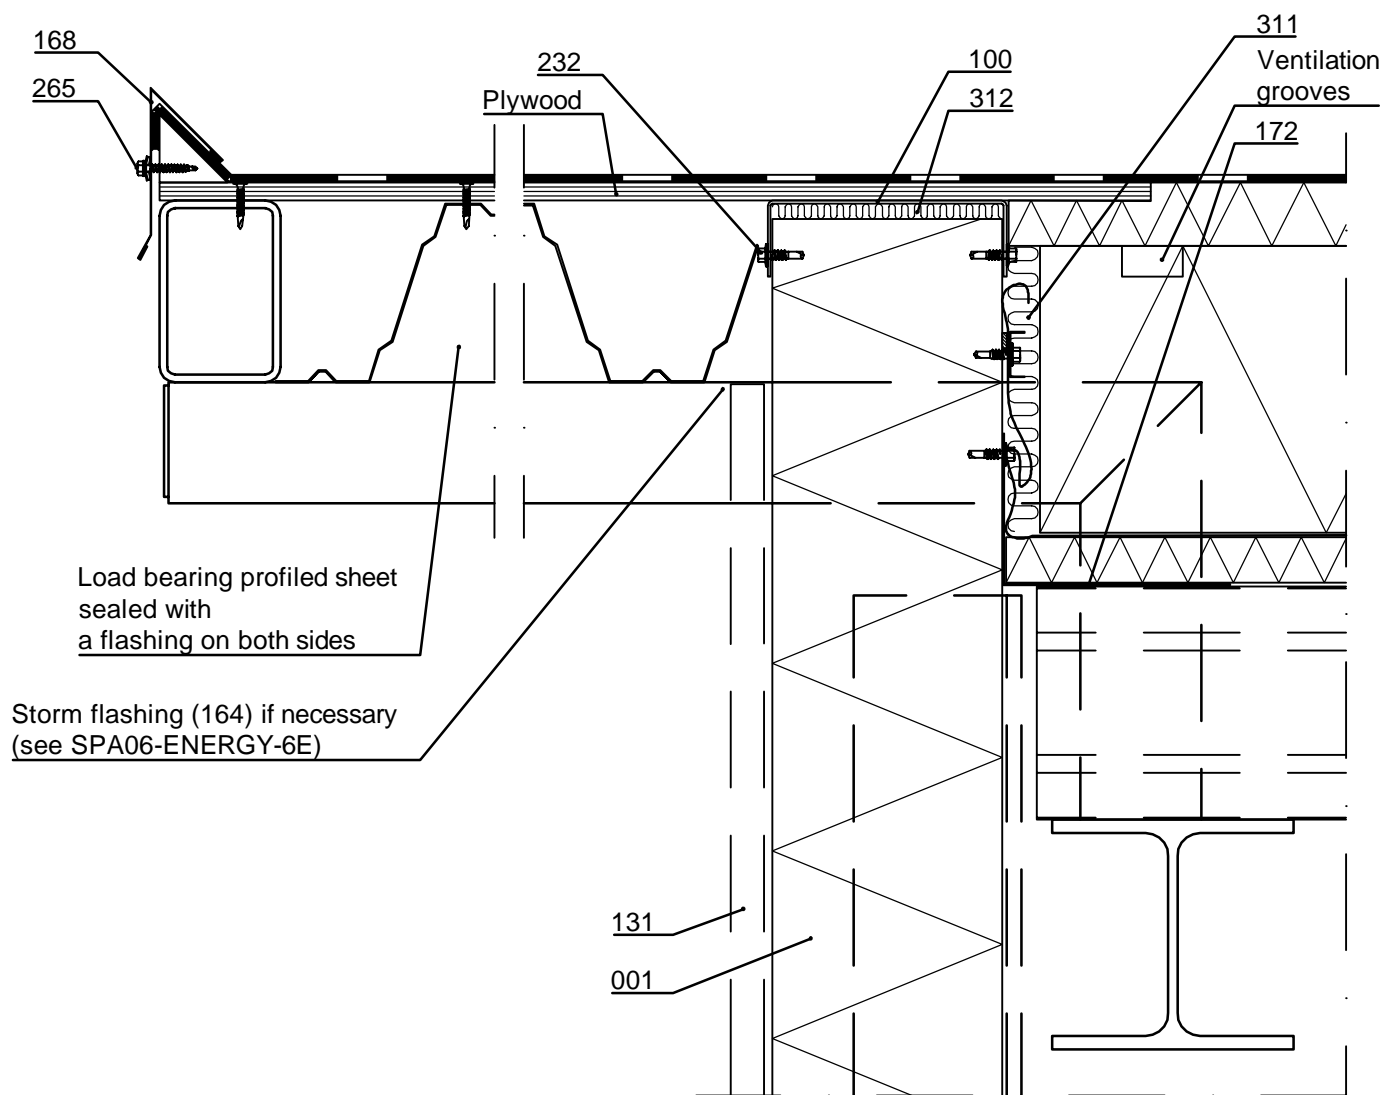 311
168
232
100
Ventilation
grooves
265
Plywood
312
172
Load bearing profiled sheet
sealed with
a flashing on both sides
Storm flashing (164) if necessary
(see SPA06-ENERGY-6E)
131
001